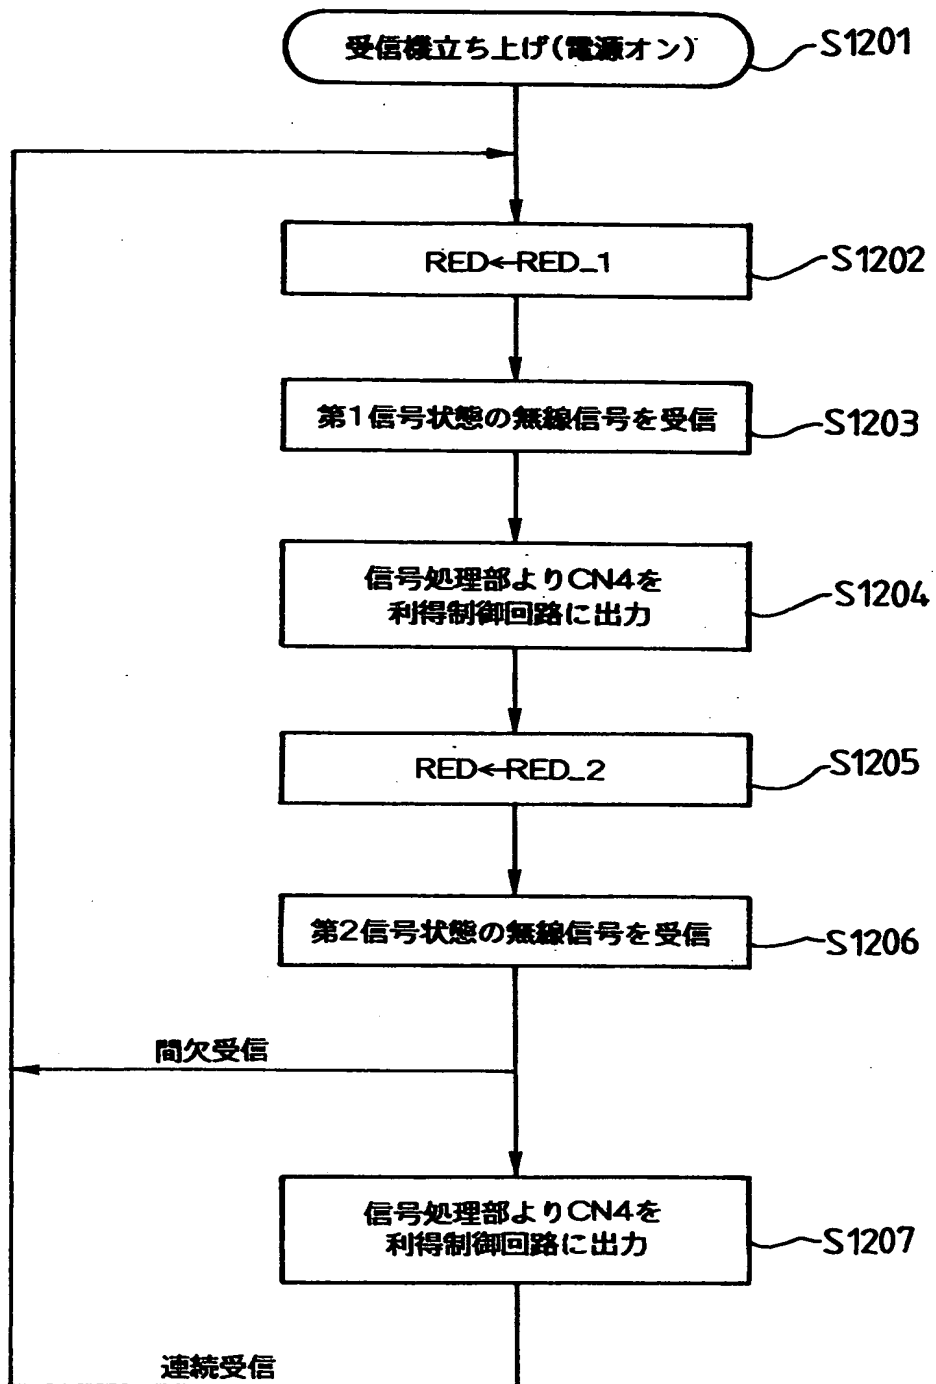 受信機立ち上げ(電源オン)
S1201
RED←RED_1
S1202
第1信号状態の無線信号を受信
S1203
信号処理部よりCN4を
利得制御回路に出力
S1204
RED←RED_2
S1205
第2信号状態の無線信号を受信
S1206
間欠受信
信号処理部よりCN4を
利得制御回路に出力
S1207
連続受信